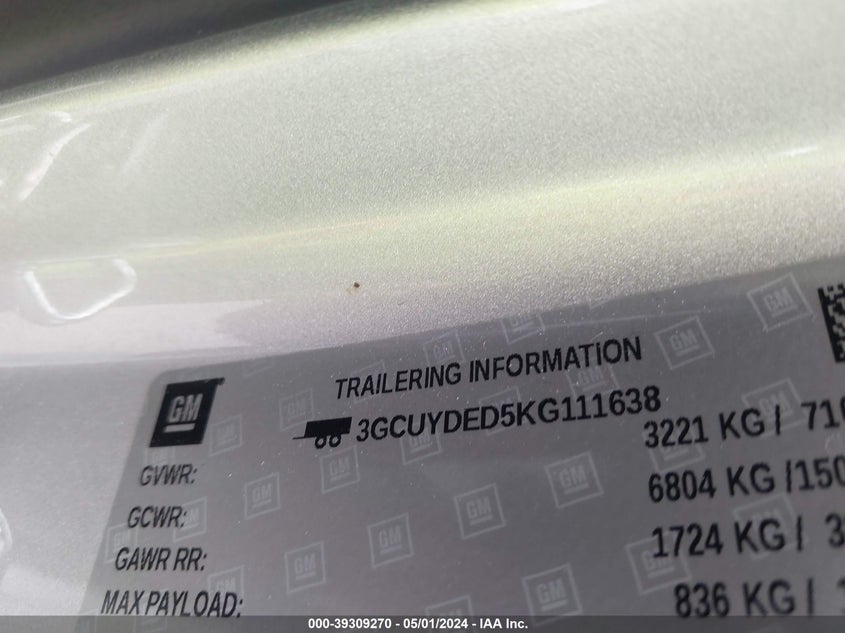 TRAILERING INFORMATION
GM 3GCUYDED5KG111638
GVWR: 3221 KG / 710
GCWR: 6804 KG /150
GAWR RR: 1724 KG / 3
MAX PAYLOAD: 836 KG /
000-39309270 - 05/01/2024 - IAA Inc.